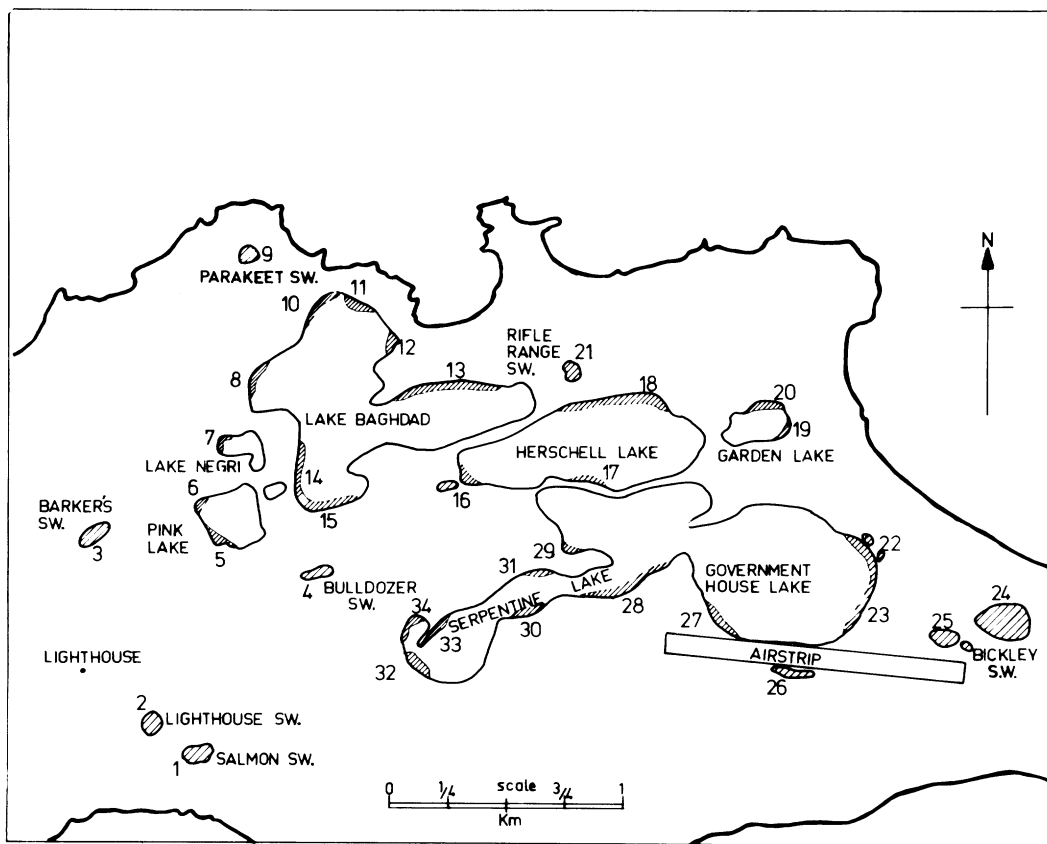 N
9
PARAKEET SW.
10
11
12
RIFLE
RANGE
SW.
21
8
13
18
20
LAKE BAGHDAD
19
7
LAKE NEGRI
HERSCHELL LAKE
GARDEN LAKE
14
17
6
16
BARKER'S
SW.
15
3
PINK
LAKE
5
29
22
31
4
BULLDOZER
SW.
SERPENTINE LAKE
GOVERNMENT
HOUSE LAKE
28
24
34
30
27
23
25
33
LIGHTHOUSE
32
AIRSTRIP
BICKLEY
S.W.
26
2
LIGHTHOUSE SW.
1
SALMON SW.
0 1/4 scale 3/4 1
Km